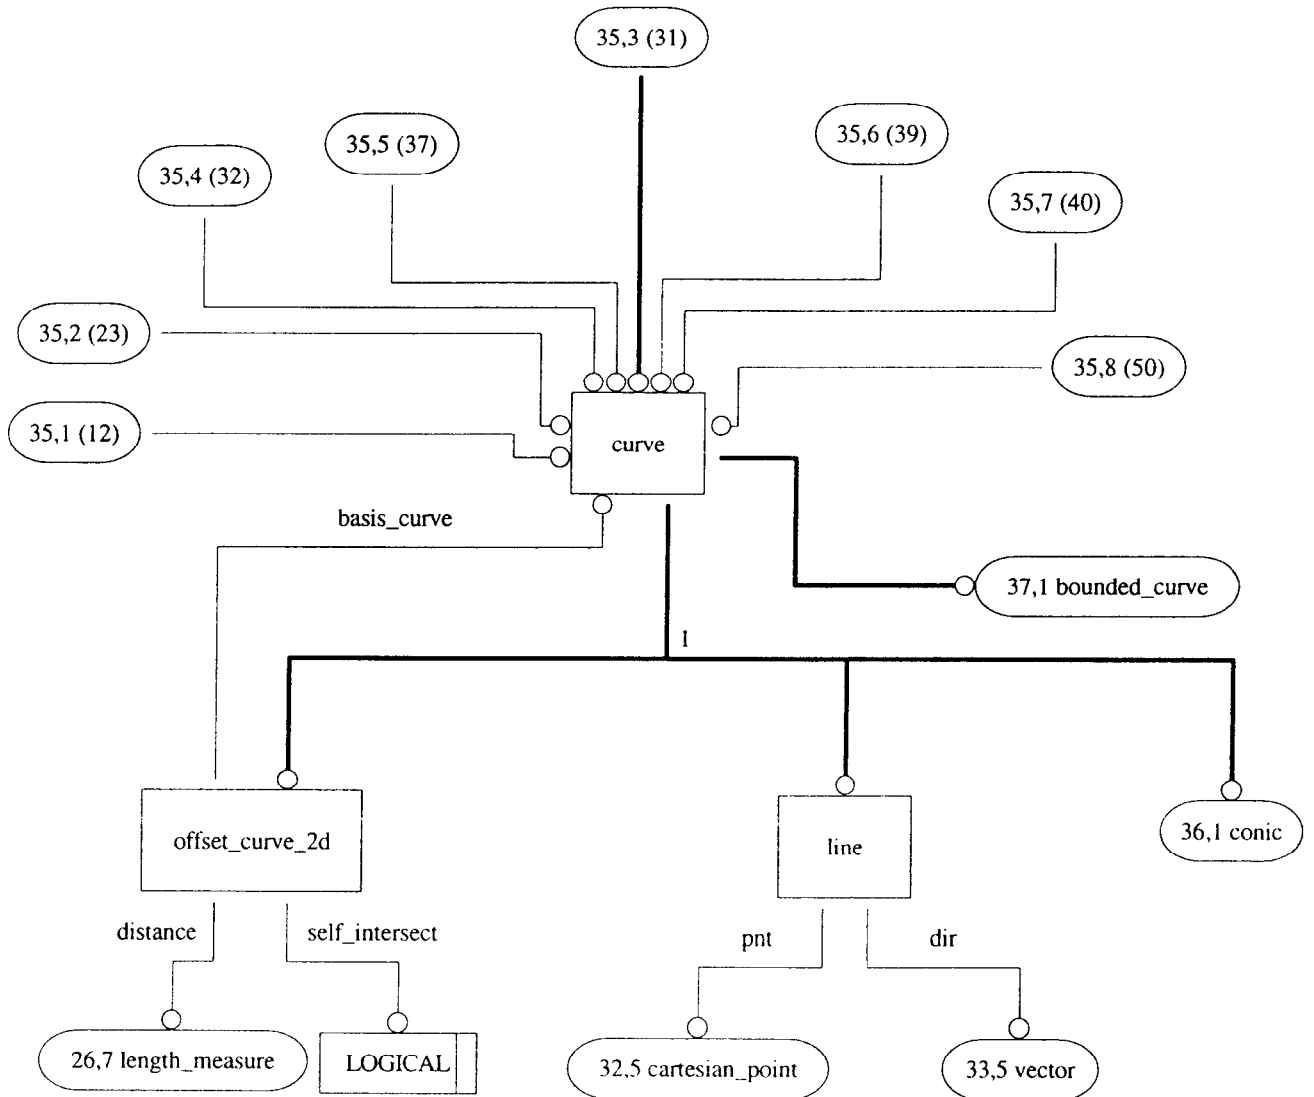 35,3 (31)
35,5 (37)
35,6 (39)
35,4 (32)
35,7 (40)
35,2 (23)
35,8 (50)
35,1 (12)
curve
basis_curve
37,1 bounded_curve
1
offset_curve_2d
line
36,1 conic
distance
self_intersect
pnt
dir
26,7 length_measure
LOGICAL
32,5 cartesian_point
33,5 vector